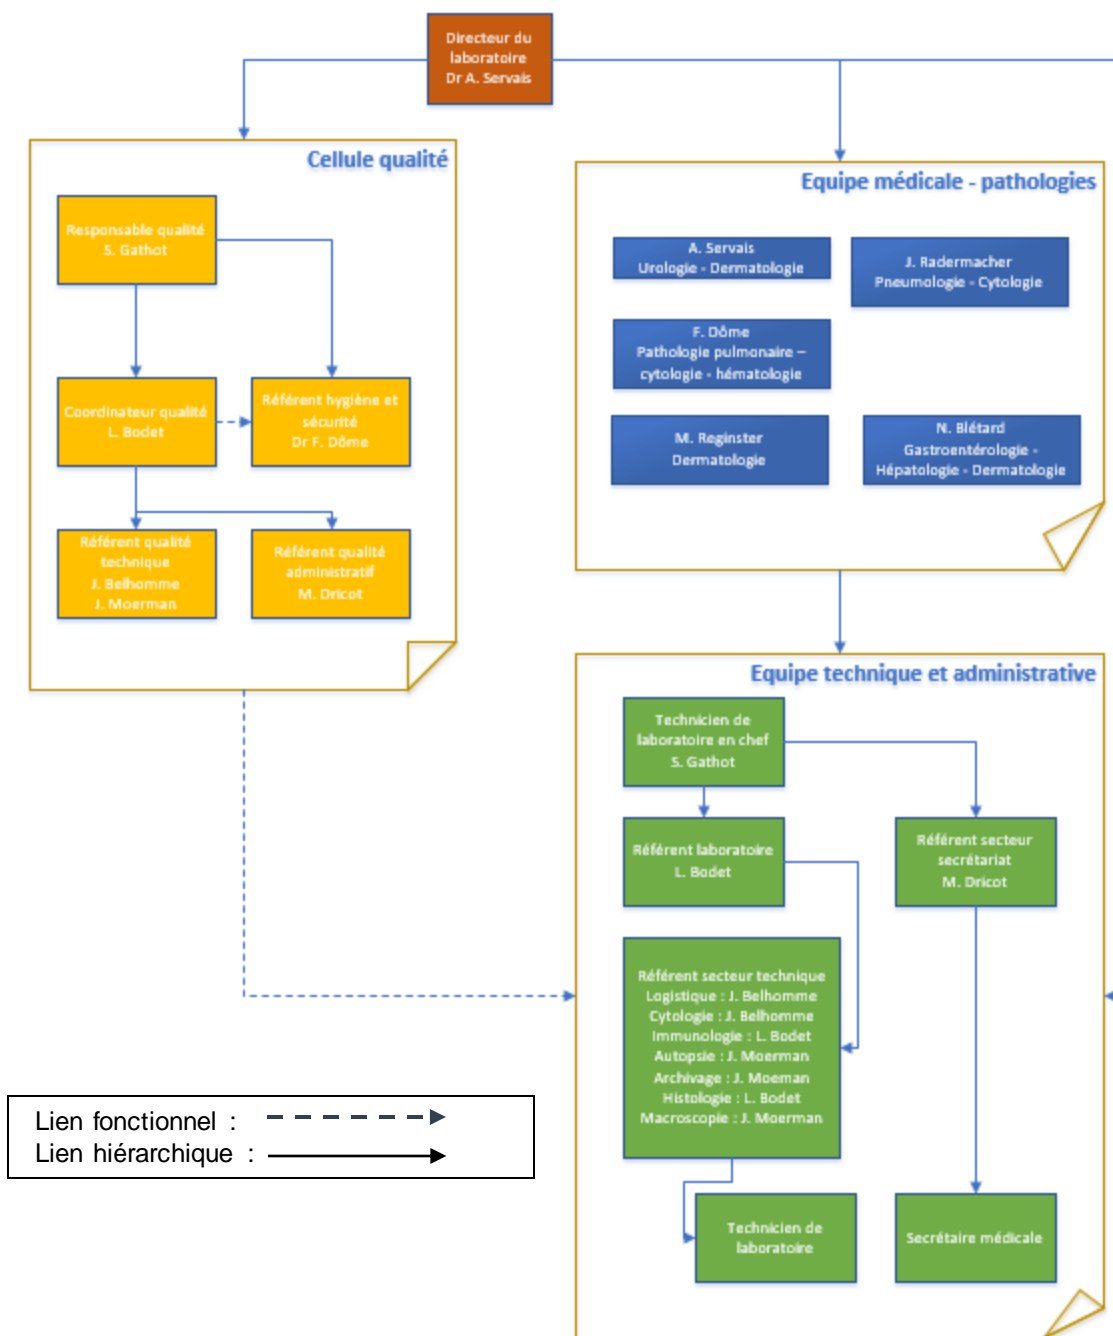 Directeur du
laboratoire
Dr A. Servais
Cellule qualité
Responsable qualité
S. Gathot
Coordinateur qualité
L. Bodet
Référent hygiène et
sécurité
Dr F. Dôme
Référent qualité
technique
J. Belhomme
J. Moerman
Référent qualité
administratif
M. Dricot
Equipe médicale - pathologies
A. Servais
Urologie - Dermatologie
J. Radermacher
Pneumologie - Cytologie
F. Dôme
Pathologie pulmonaire –
cytologie - hématologie
M. Reginster
Dermatologie
N. Blétard
Gastroentérologie -
Hépatologie - Dermatologie
Equipe technique et administrative
Technicien de
laboratoire en chef
S. Gathot
Référent laboratoire
L. Bodet
Référent secteur
secrétariat
M. Dricot
Référent secteur technique
Logistique : J. Belhomme
Cytologie : J. Belhomme
Immunologie : L. Bodet
Autopsie : J. Moerman
Archivage : J. Moeman
Histologie : L. Bodet
Macroscopie : J. Moerman
Technicien de
laboratoire
Secrétaire médicale
Lien fonctionnel :
Lien hiérarchique :